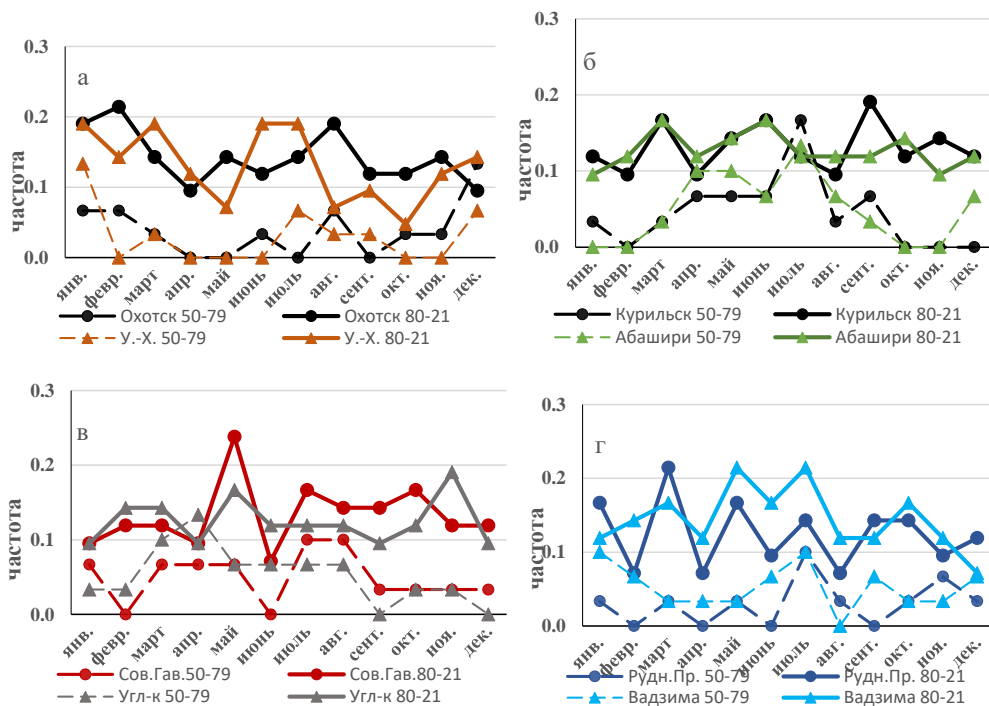 0.3
0.2
0.1
0.0
частота
а
янв.
февр.
март
апр.
май
июнь
июль
авг.
сент.
окт.
ноя.
дек.
Охотск 50-79
Охотск 80-21
У.-Х. 50-79
У.-Х. 80-21
0.3
0.2
0.1
0.0
частота
б
янв.
февр.
март
апр.
май
июнь
июль
авг.
сент.
окт.
ноя.
дек.
Курильск 50-79
Курильск 80-21
Абашири 50-79
Абашири 80-21
0.3
0.2
0.1
0.0
частота
в
янв.
февр.
март
апр.
май
июнь
июль
авг.
сент.
окт.
ноя.
дек.
Сов.Гав.50-79
Сов.Гав.80-21
Угл-к 50-79
Угл-к 80-21
0.3
0.2
0.1
0.0
частота
г
янв.
февр.
март
апр.
май
июнь
июль
авг.
сент.
окт.
ноя.
дек.
Рудн.Пр. 50-79
Рудн.Пр. 80-21
Вадзима 50-79
Вадзима 80-21